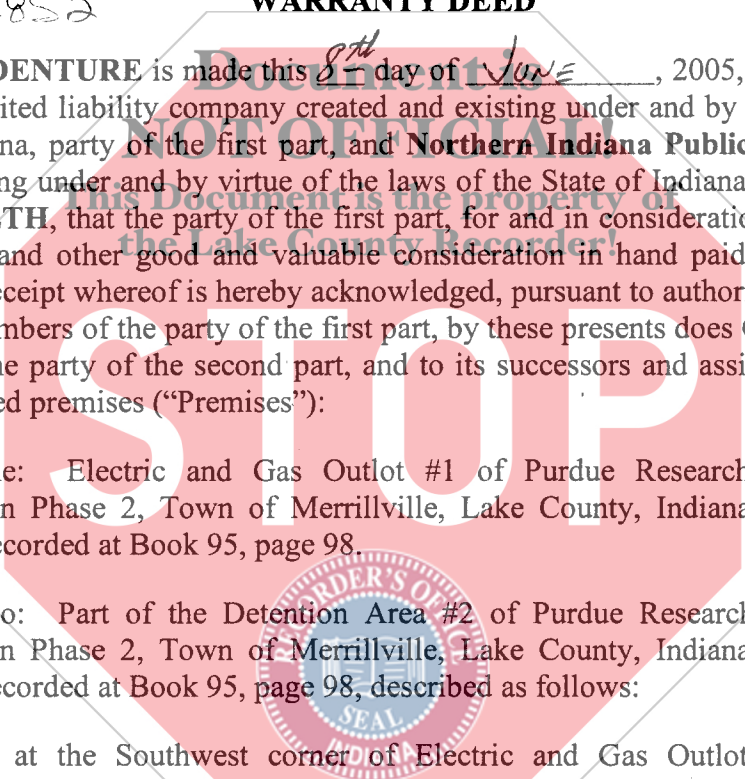 WARRANTY DEED
852
DENTURE is made this 8th day of JUNE, 2005,
Document is
ited liability company created and existing under and by
NOT OFFICIAL!
na, party of the first part, and Northern Indiana Public
ng under and by virtue of the laws of the State of Indiana
This Document is the property of
TH, that the party of the first part, for and in consideratio
the Lake County Recorder!
and other good and valuable consideration in hand paid
eceipt whereof is hereby acknowledged, pursuant to author
mbers of the party of the first part, by these presents does
e party of the second part, and to its successors and assi
ed premises (“Premises”):
STOP
e: Electric and Gas Outlot #1 of Purdue Research
n Phase 2, Town of Merrillville, Lake County, Indiana
ecorded at Book 95, page 98.
o: Part of the Detention Area #2 of Purdue Research
n Phase 2, Town of Merrillville, Lake County, Indiana
ecorded at Book 95, page 98, described as follows:
RECORDER'S OFFICE
SEAL
INDIANA
at the Southwest corner of Electric and Gas Outlot